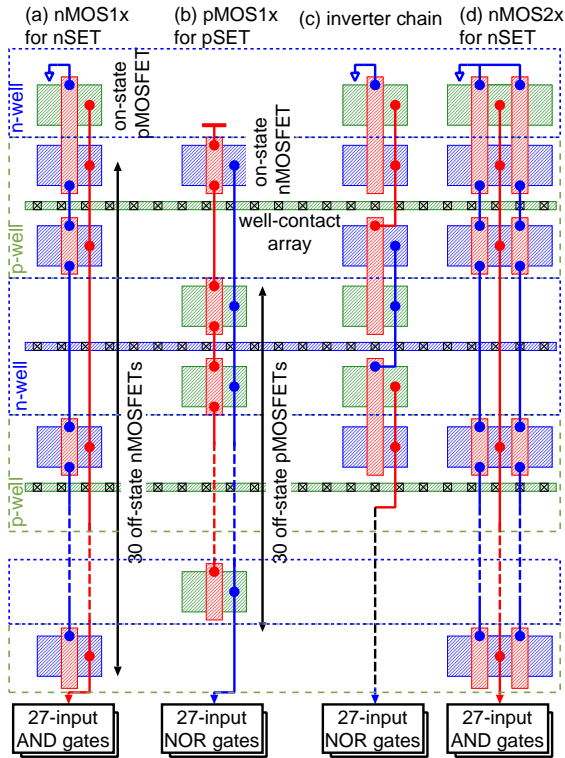 (a) nMOS1x
for nSET
(b) pMOS1x
for pSET
(c) inverter chain
(d) nMOS2x
for nSET
n-well
on-state
pMOSFET
on-state
nMOSFET
p-well
well-contact
array
n-well
30 off-state nMOSFETs
30 off-state pMOSFETs
p-well
27-input
AND gates
27-input
NOR gates
27-input
NOR gates
27-input
AND gates